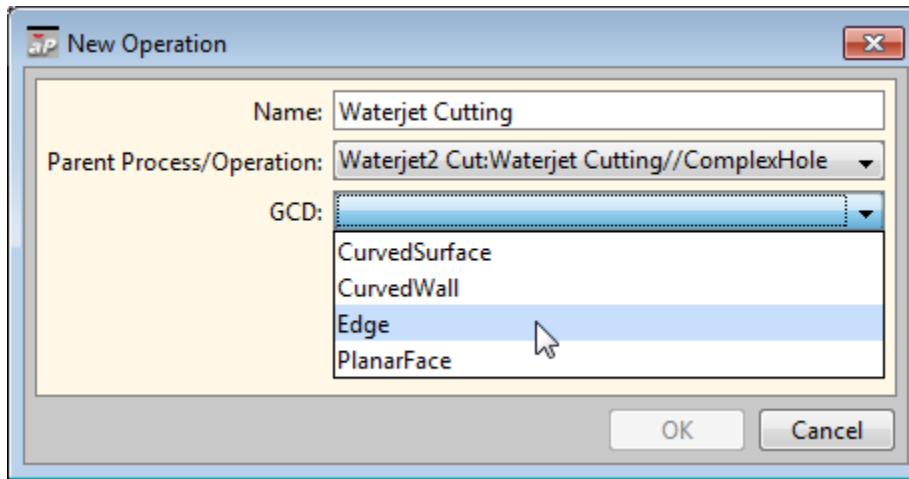 aP New Operation
Name: Waterjet Cutting
Parent Process/Operation: Waterjet2 Cut:Waterjet Cutting//ComplexHole
GCD:
CurvedSurface
CurvedWall
Edge
PlanarFace
OK Cancel